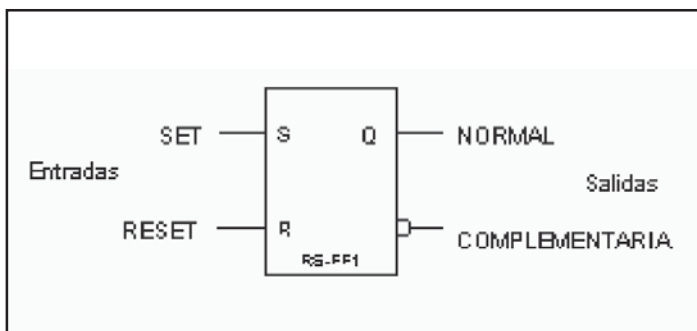 SET
S
Q
NORMAL
Entradas
Salidas
RESET
R
COMPLEMENTARIA
RS-FF1